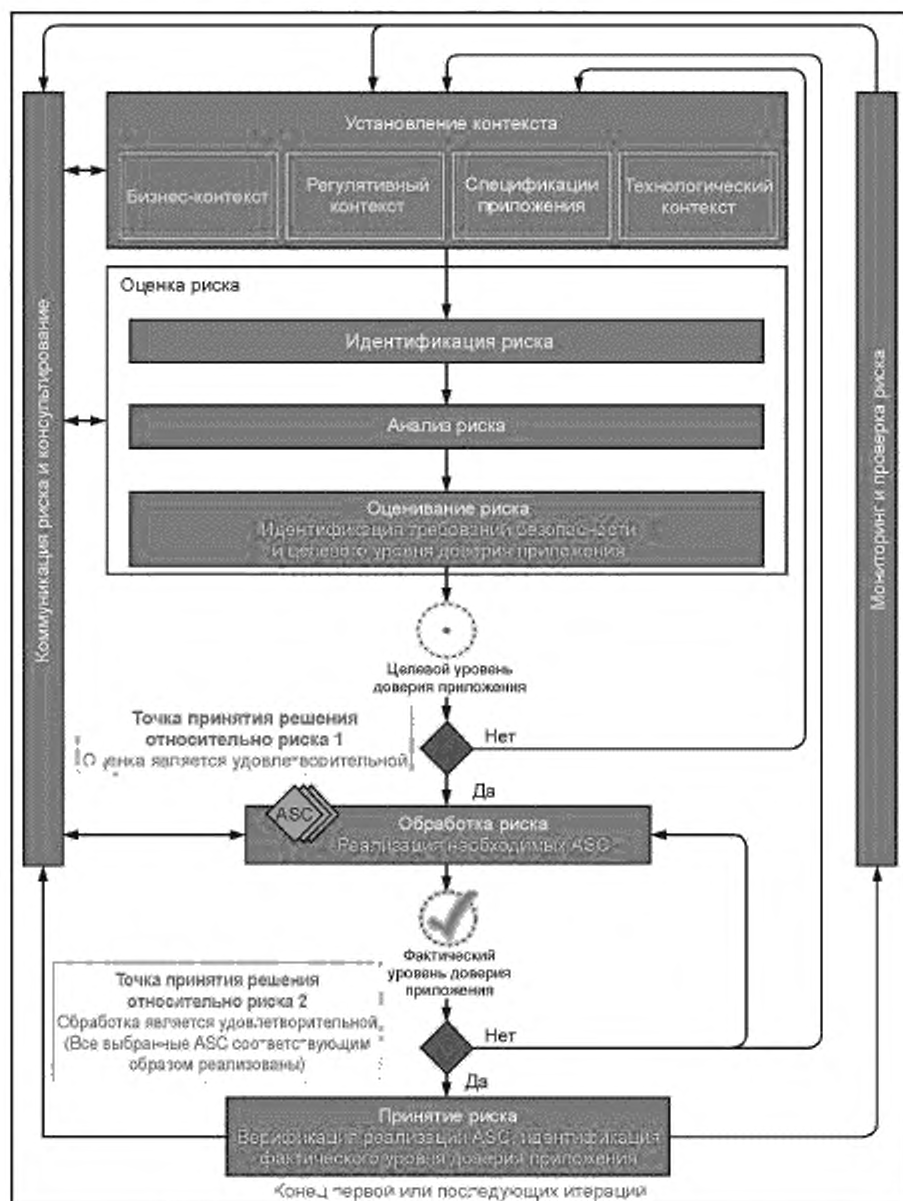 Установление контекста
Бизнес-контекст
Регулятивный
контекст
Спецификации
приложения
Технологический
контекст
Коммуникация риска и консультирование
Мониторинг и проверка риска
Оценка риска
Идентификация риска
Анализ риска
Оценивание риска
Идентификация требований безопасности
и целевого уровня доверия приложения
Целевой уровень
доверия приложения
Точка принятия решения
относительно риска 1
Оценка является удовлетворительной
Нет
Да
ASC
Обработка риска
Реализация необходимых ASC
Фактический
уровень доверия
приложения
Точка принятия решения
относительно риска 2
Обработка является удовлетворительной
(Все выбранные ASC соответствующим
образом реализованы)
Нет
Да
Принятие риска
Верификация реализации ASC, идентификация
фактического уровня доверия приложения
Конец первой или последующих итераций